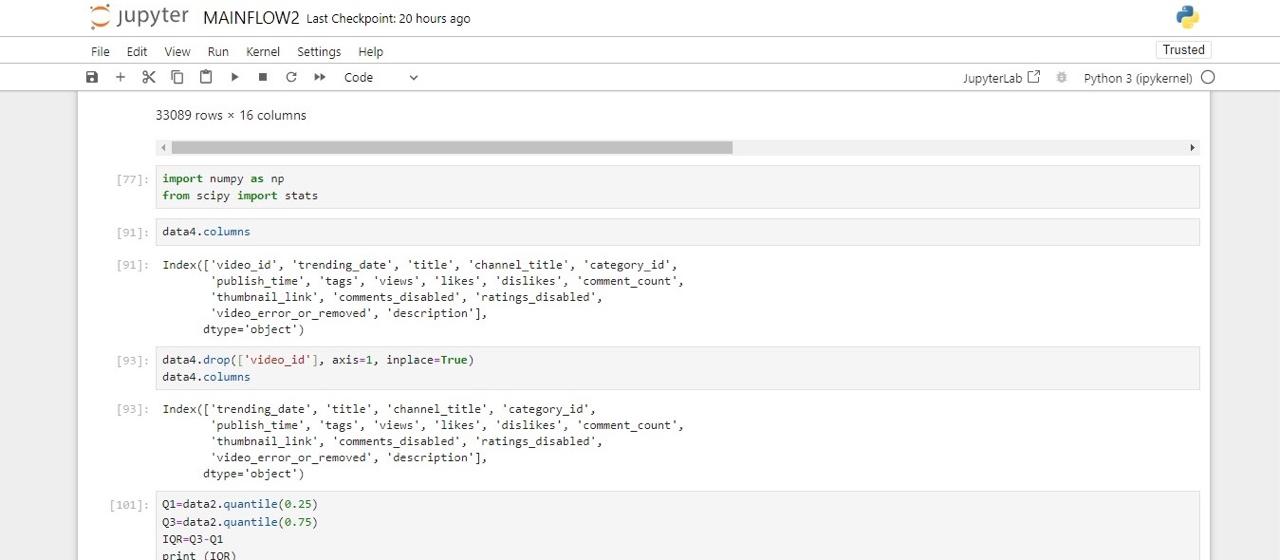 jupyter MAINFLOW2 Last Checkpoint: 20 hours ago
File Edit View Run Kernel Settings Help Trusted
Code JupyterLab Python 3 (ipykernel)
33089 rows × 16 columns
[77]: import numpy as np
from scipy import stats
[91]: data4.columns
[91]: Index(['video_id', 'trending_date', 'title', 'channel_title', 'category_id',
'publish_time', 'tags', 'views', 'likes', 'dislikes', 'comment_count',
'thumbnail_link', 'comments_disabled', 'ratings_disabled',
'video_error_or_removed', 'description'],
dtype='object')
[93]: data4.drop(['video_id'], axis=1, inplace=True)
data4.columns
[93]: Index(['trending_date', 'title', 'channel_title', 'category_id',
'publish_time', 'tags', 'views', 'likes', 'dislikes', 'comment_count',
'thumbnail_link', 'comments_disabled', 'ratings_disabled',
'video_error_or_removed', 'description'],
dtype='object')
[101]: Q1=data2.quantile(0.25)
Q3=data2.quantile(0.75)
IQR=Q3-Q1
print (IQR)